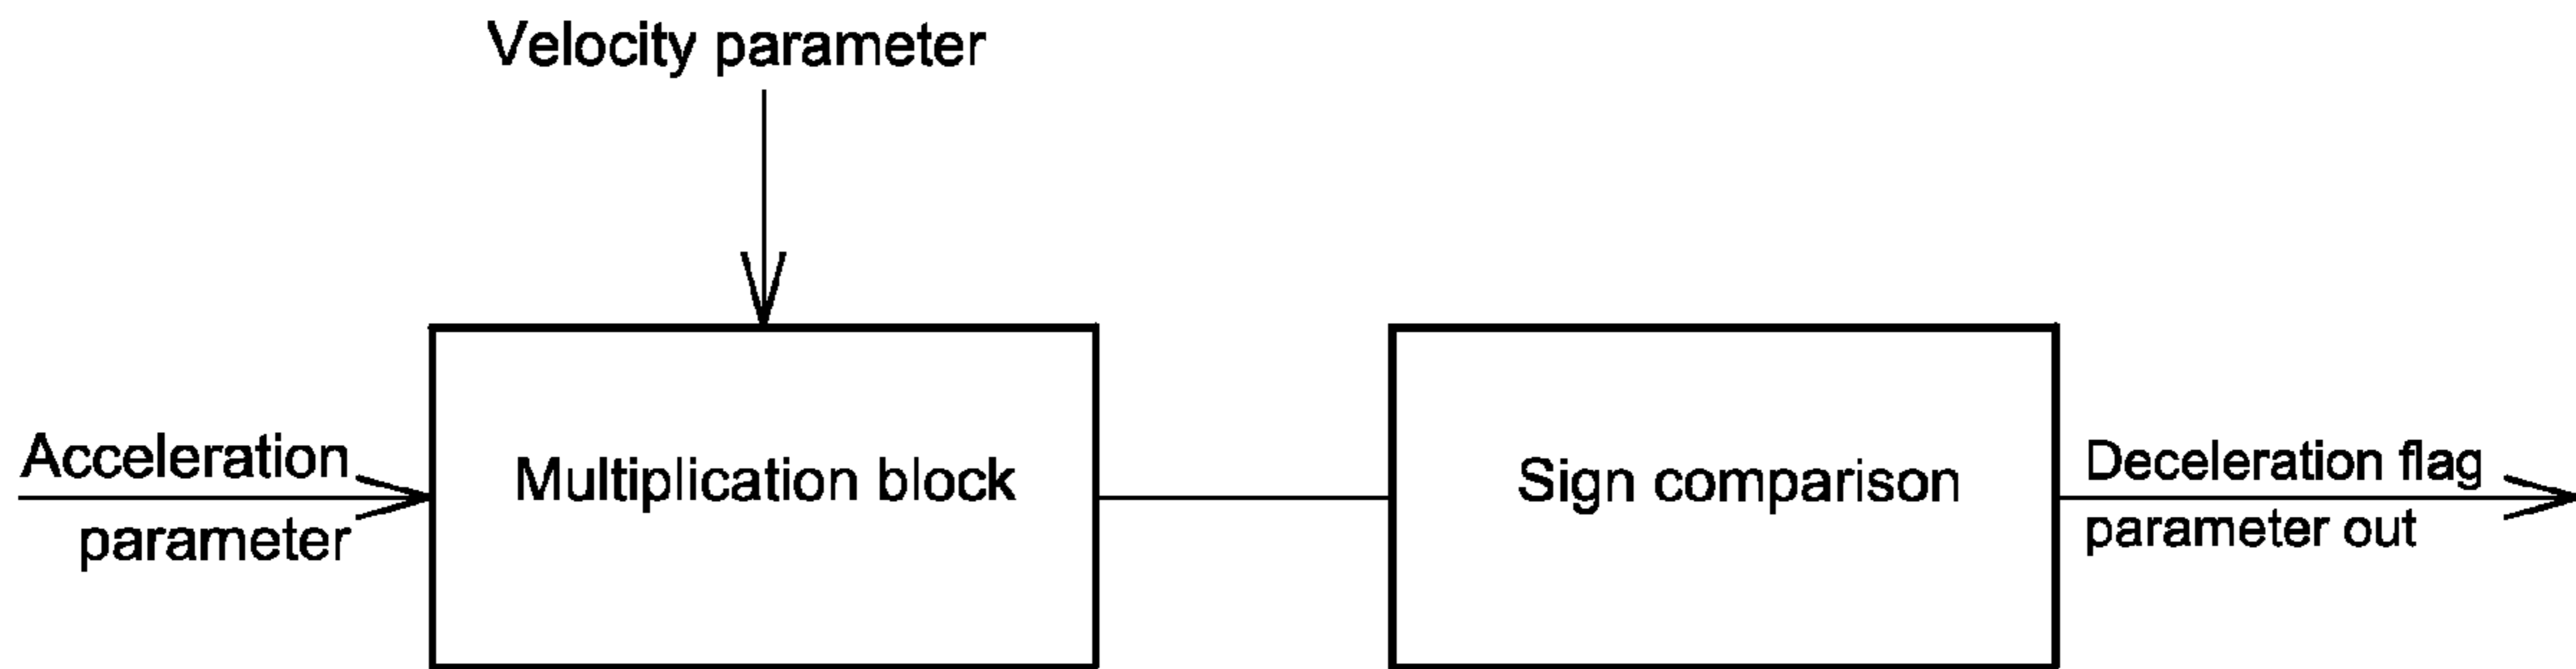 Velocity parameter
Acceleration
parameter
Multiplication block
Sign comparison
Deceleration flag
parameter out